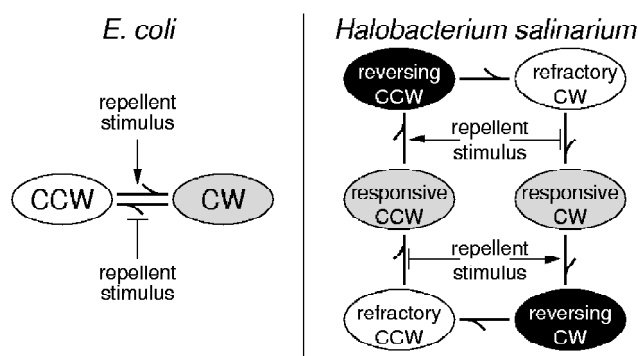 E. coli
repellent
stimulus
CCW
CW
repellent
stimulus
Halobacterium salinarium
reversing
CCW
refractory
CW
repellent
stimulus
responsive
CCW
responsive
CW
repellent
stimulus
refractory
CCW
reversing
CW